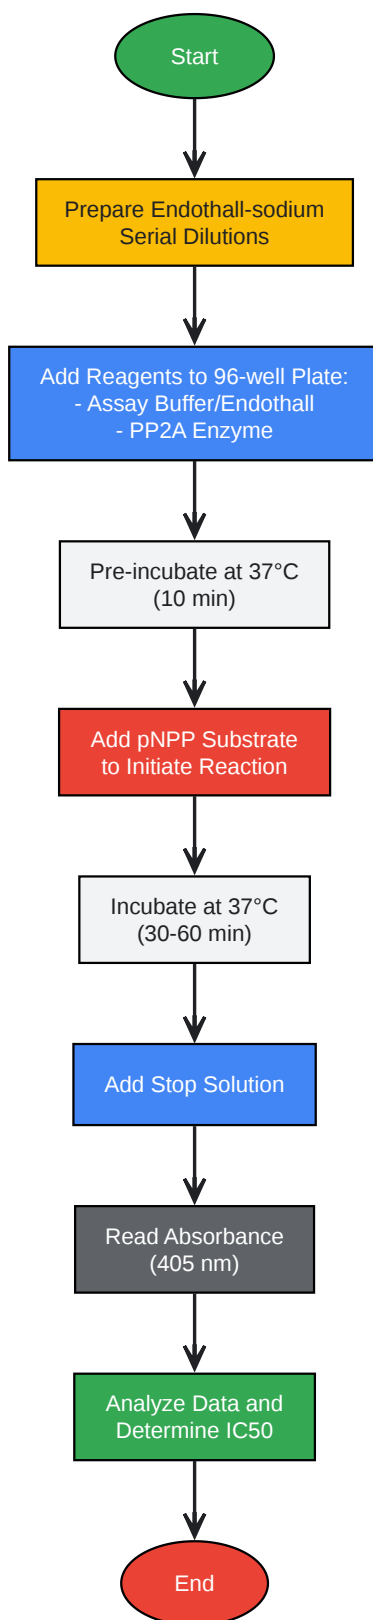 Start
Prepare Endothall-sodium
Serial Dilutions
Add Reagents to 96-well Plate:
- Assay Buffer/Endothall
- PP2A Enzyme
Pre-incubate at 37°C
(10 min)
Add pNPP Substrate
to Initiate Reaction
Incubate at 37°C
(30-60 min)
Add Stop Solution
Read Absorbance
(405 nm)
Analyze Data and
Determine IC50
End